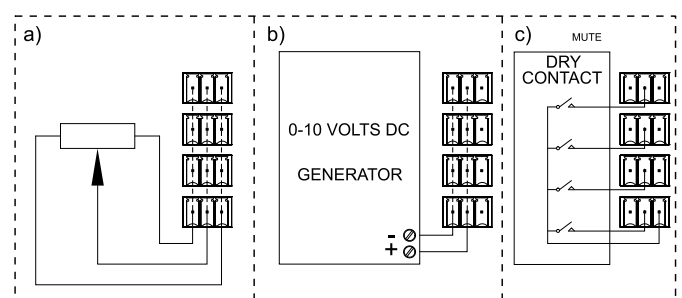 a)
b)
c)
MUTE
DRY
CONTACT
0-10 VOLTS DC
GENERATOR
-
+